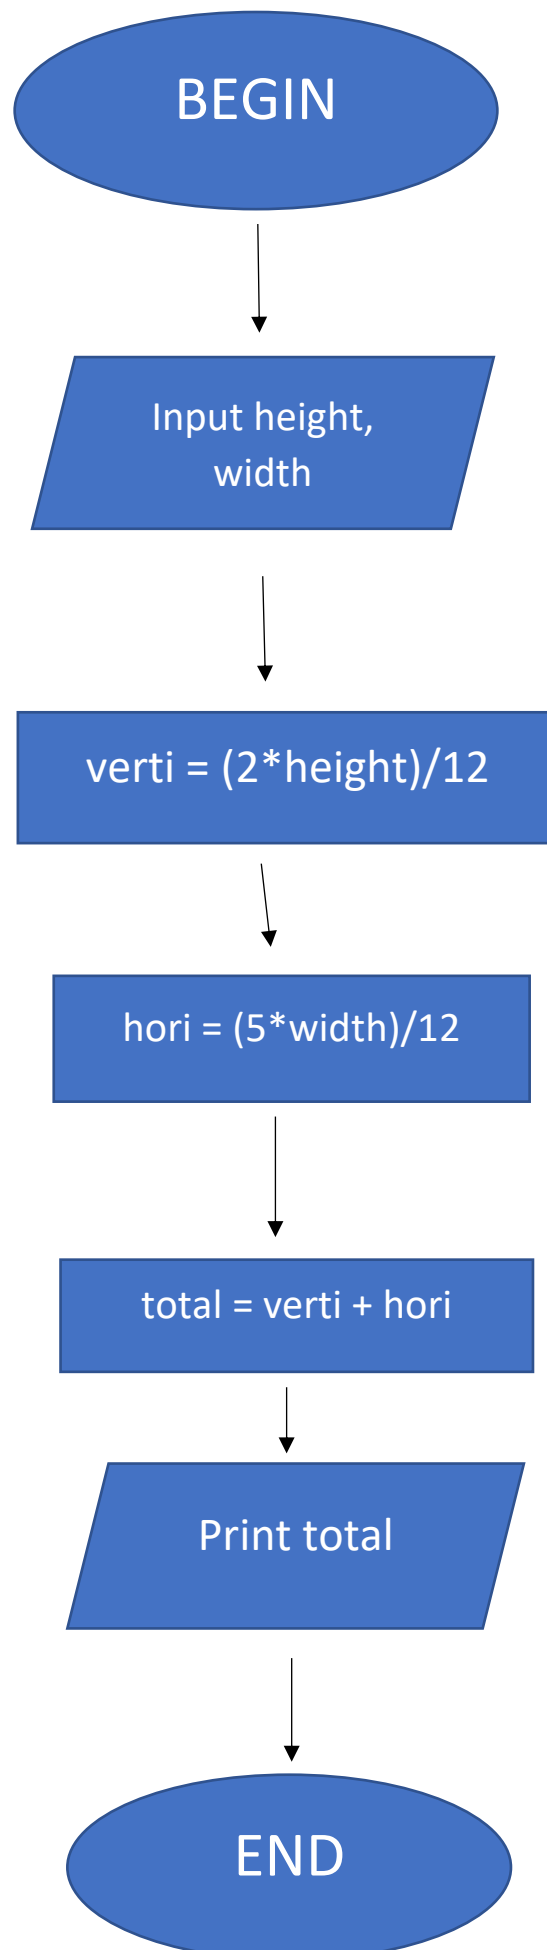 BEGIN
Input height,
width
verti = (2*height)/12
hori = (5*width)/12
total = verti + hori
Print total
END